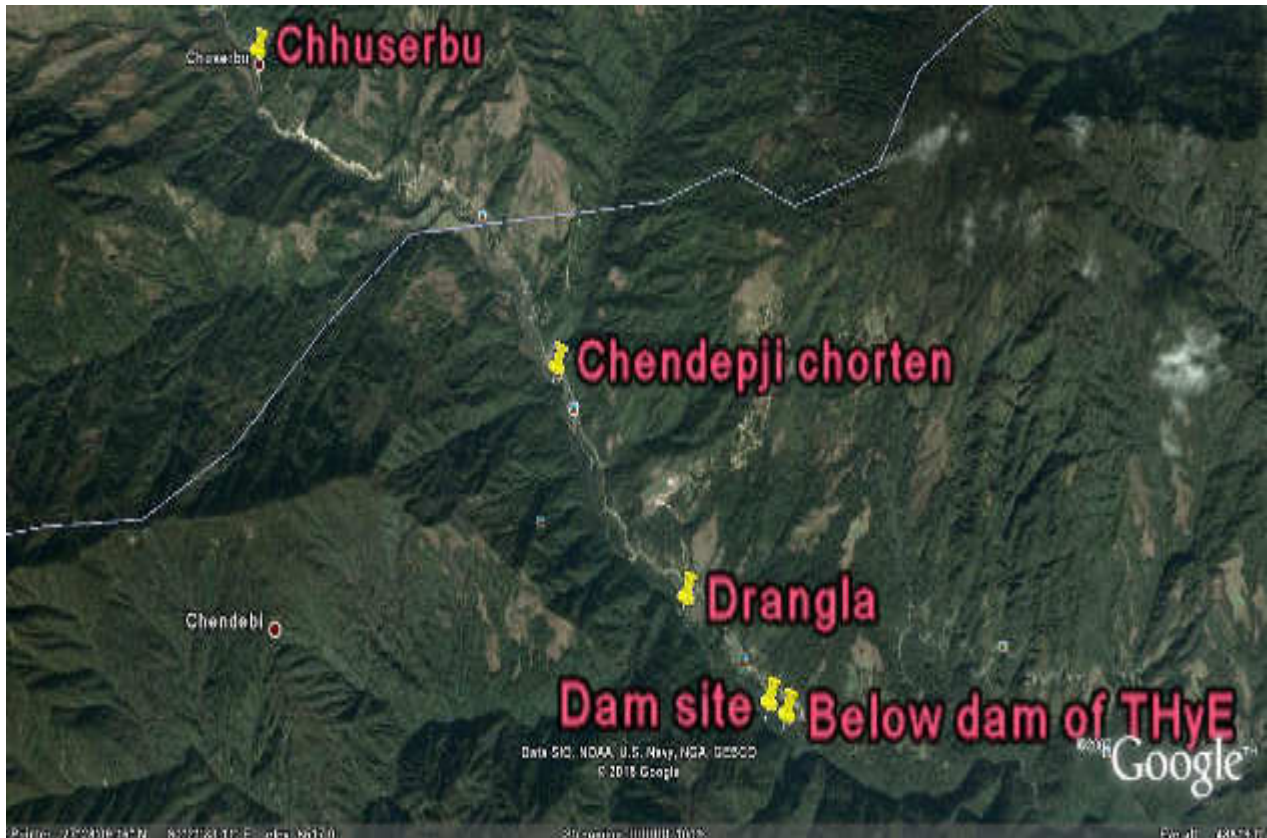 Chhuserbu
Chuserbu
Chendepji chorten
Drangla
Chendebi
Dam site
Below dam of THyE
Data SIO, NOAA, U.S. Navy, NGA, GEBCO
© 2015 Google
Google